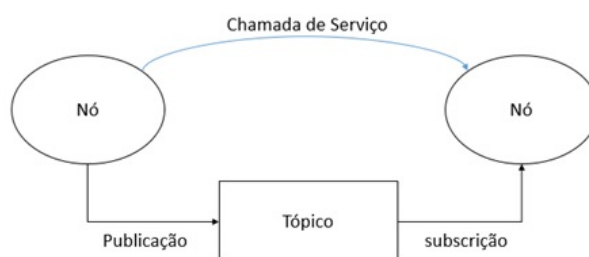 Chamada de Serviço
Nó
Nó
Tópico
Publicação
subscrição